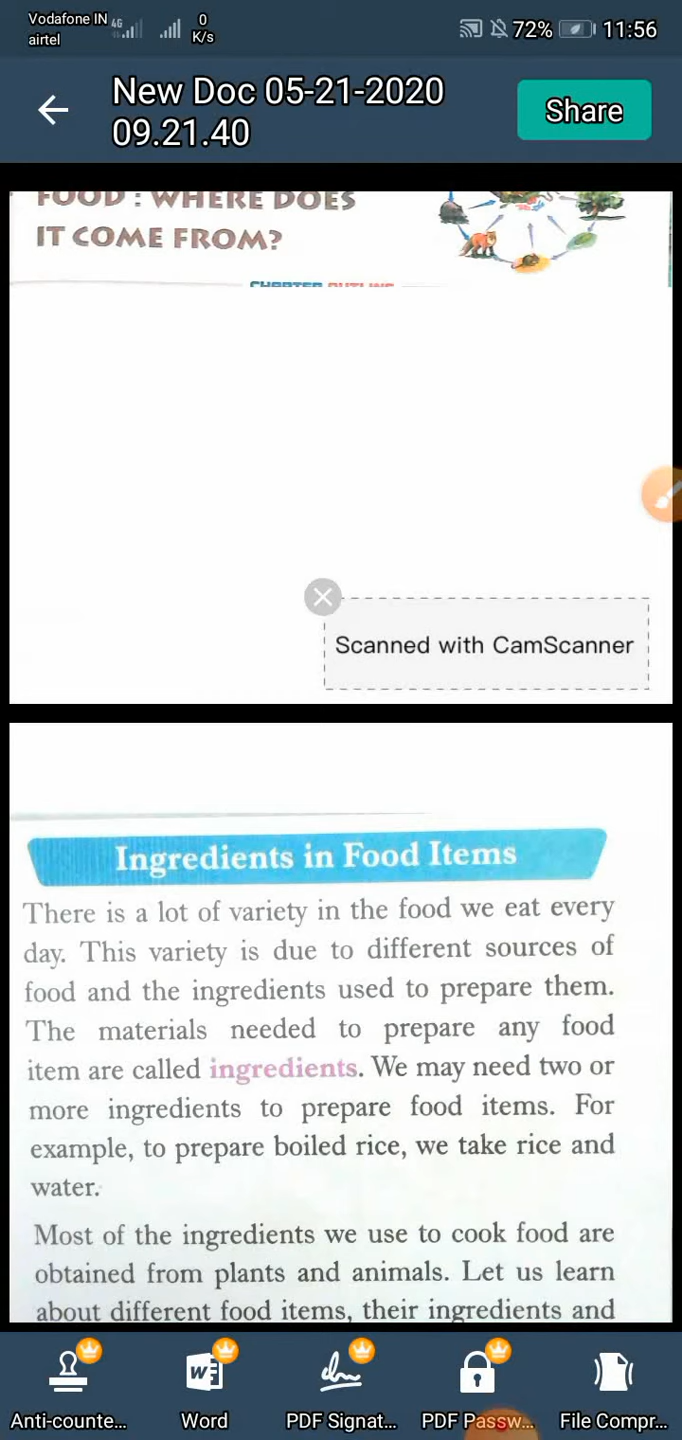 Vodafone IN 4G
airtel
0
K/s
72%
11:56
New Doc 05-21-2020
09.21.40
Share
FOOD : WHERE DOES
IT COME FROM?
CHAPTER OUTLINE
Scanned with CamScanner
Ingredients in Food Items
There is a lot of variety in the food we eat every
day. This variety is due to different sources of
food and the ingredients used to prepare them.
The materials needed to prepare any food
item are called ingredients. We may need two or
more ingredients to prepare food items. For
example, to prepare boiled rice, we take rice and
water.
Most of the ingredients we use to cook food are
obtained from plants and animals. Let us learn
about different food items, their ingredients and
Anti-counte...
Word
PDF Signat...
PDF Passw...
File Compr...